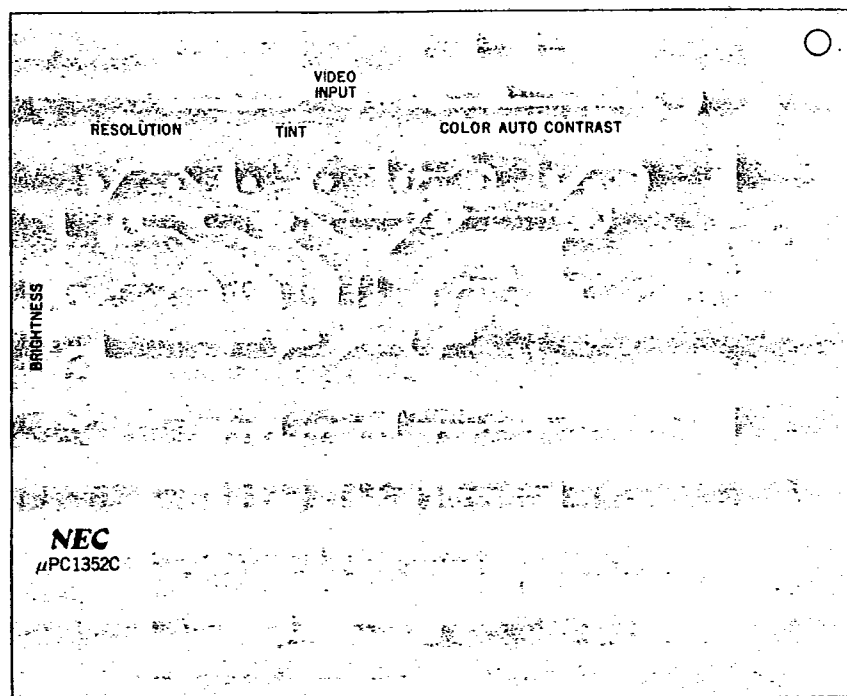 VIDEO
INPUT
RESOLUTION
TINT
COLOR AUTO CONTRAST
BRIGHTNESS
NEC
μPC1352C